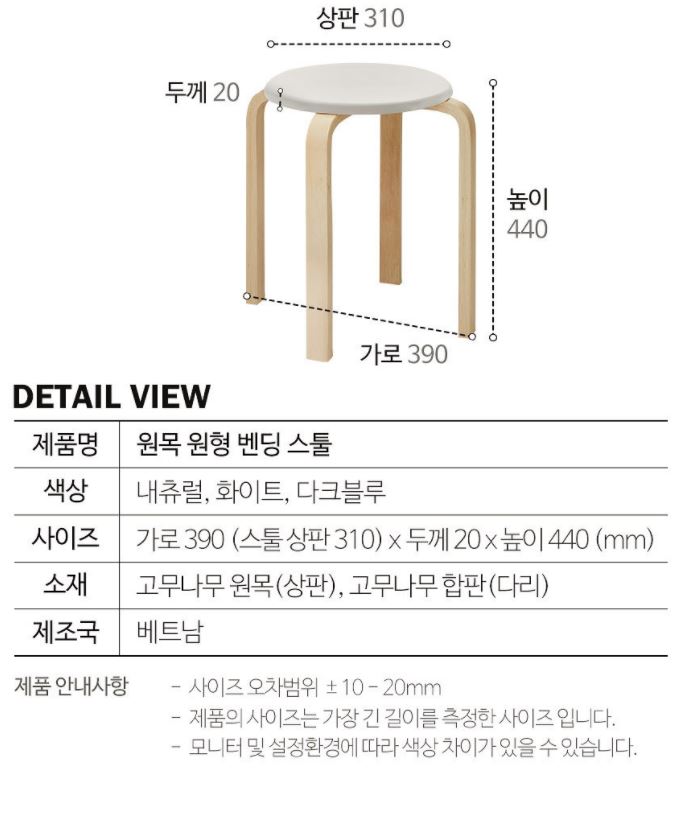 상판 310
두께 20
높이
440
가로 390
DETAIL VIEW
제품명 원목 원형 벤딩 스툴
색상 내츄럴, 화이트, 다크블루
사이즈 가로 390 (스툴 상판 310) x 두께 20 x 높이 440 (mm)
소재 고무나무 원목(상판), 고무나무 합판(다리)
제조국 베트남
제품 안내사항 - 사이즈 오차범위 ±10 - 20mm
- 제품의 사이즈는 가장 긴 길이를 측정한 사이즈 입니다.
- 모니터 및 설정환경에 따라 색상 차이가 있을 수 있습니다.